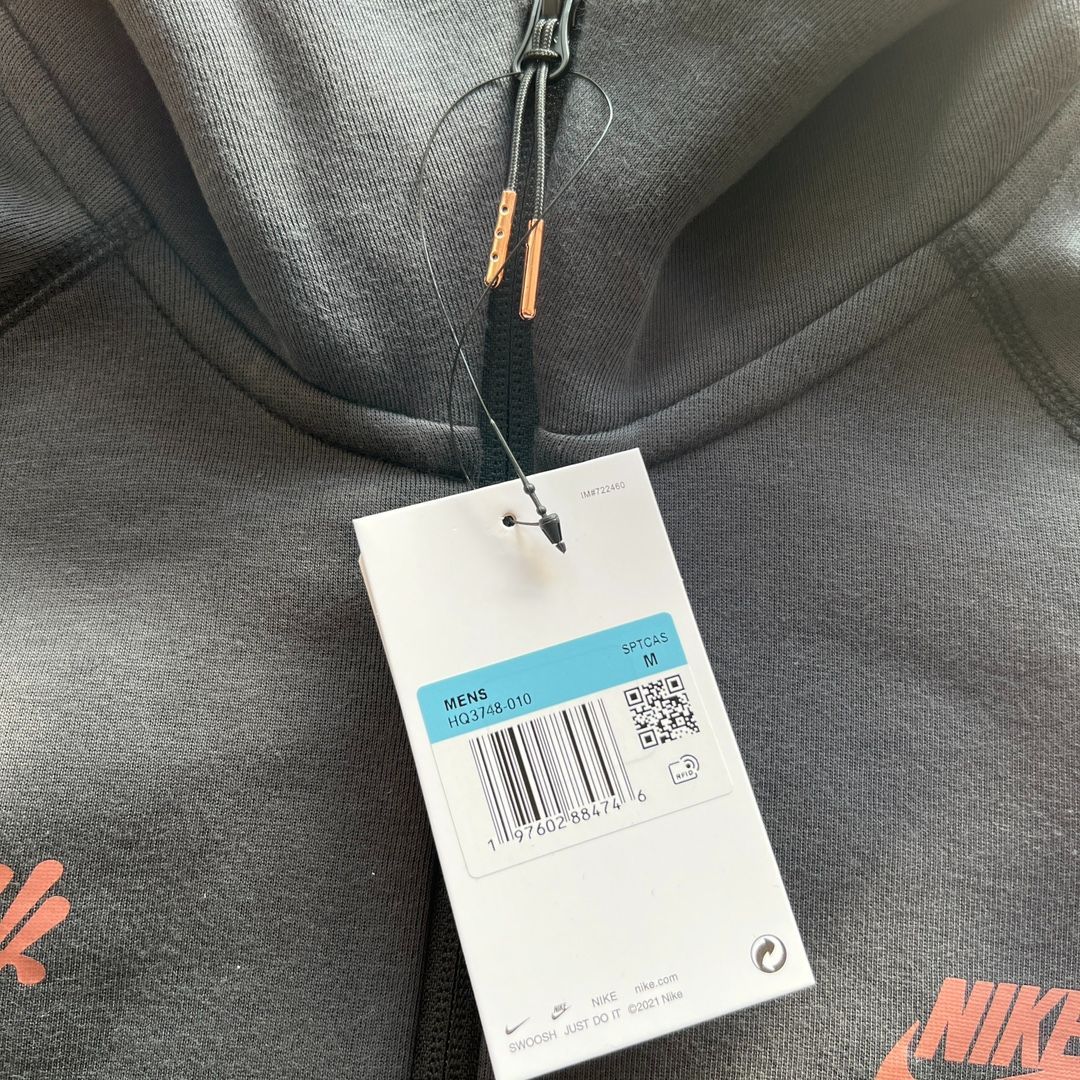 IM#722460
SPTCAS
MENS M
HQ3748-010
RFID
1 97602 88474 6
NIKE nike.com
SWOOSH JUST DO IT ©2021 Nike
NIKE